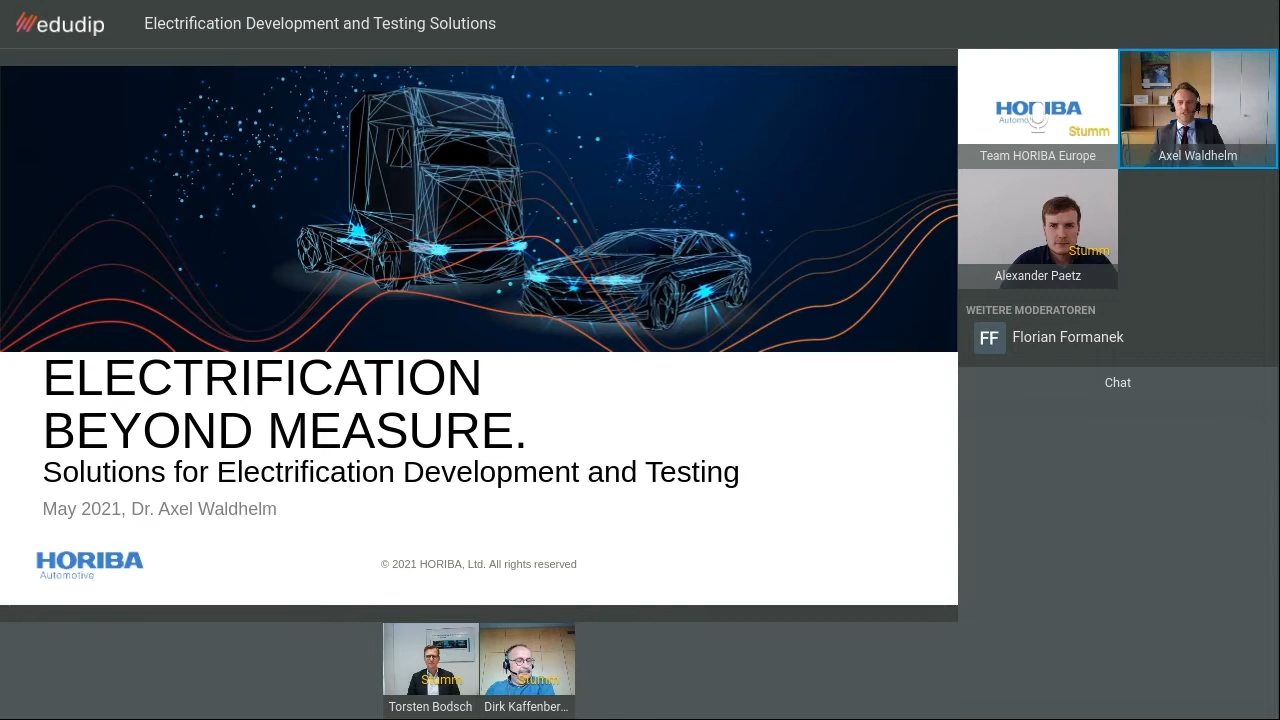 edudip
Electrification Development and Testing Solutions
HORIBA
Stumm
Team HORIBA Europe
Axel Waldhelm
Stumm
Alexander Paetz
WEITERE MODERATOREN
FF Florian Formanek
Chat
ELECTRIFICATION
BEYOND MEASURE.
Solutions for Electrification Development and Testing
May 2021, Dr. Axel Waldhelm
HORIBA
Automotive
© 2021 HORIBA, Ltd. All rights reserved
Stumm
Stumm
Torsten Bodsch
Dirk Kaffenber...